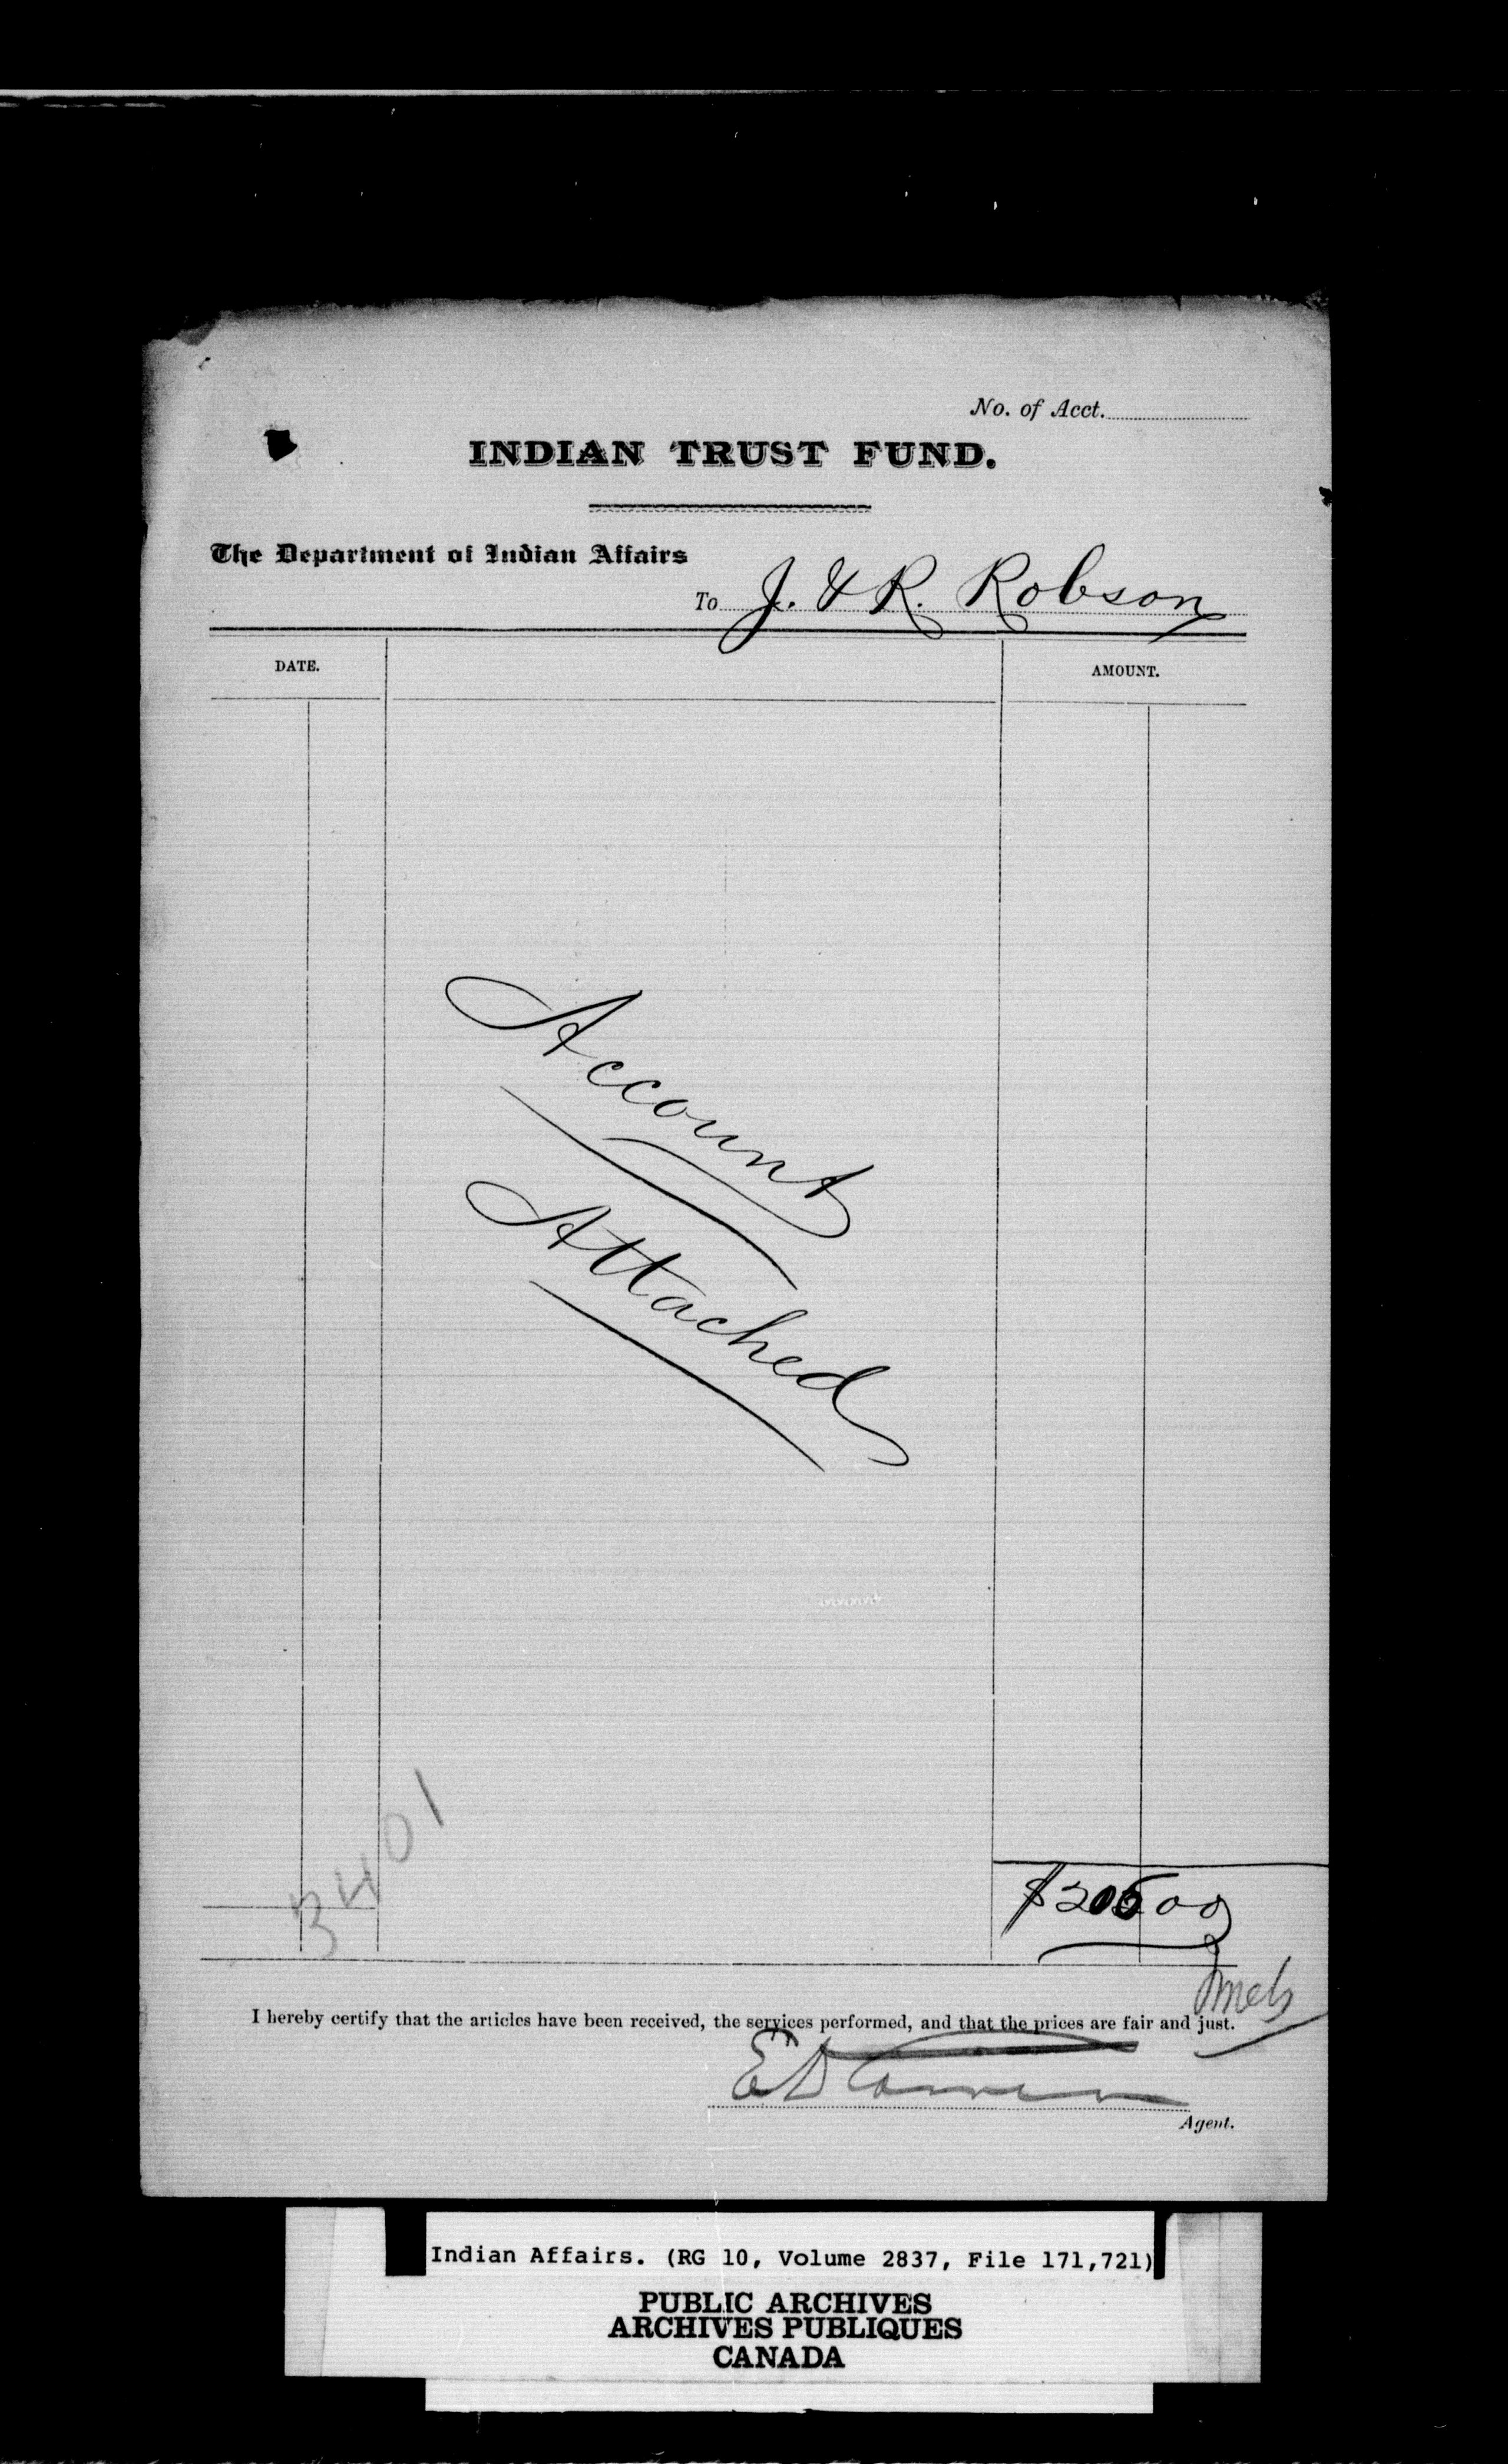 No. of Acct.
INDIAN TRUST FUND.
The Department of Indian Affairs
To J. & R. Robson
DATE.
AMOUNT.
Account
Attached
3401
$205 00
I hereby certify that the articles have been received, the services performed, and that the prices are fair and just.
E D Cameron
Agent.
Indian Affairs. (RG 10, Volume 2837, File 171,721)
PUBLIC ARCHIVES
ARCHIVES PUBLIQUES
CANADA